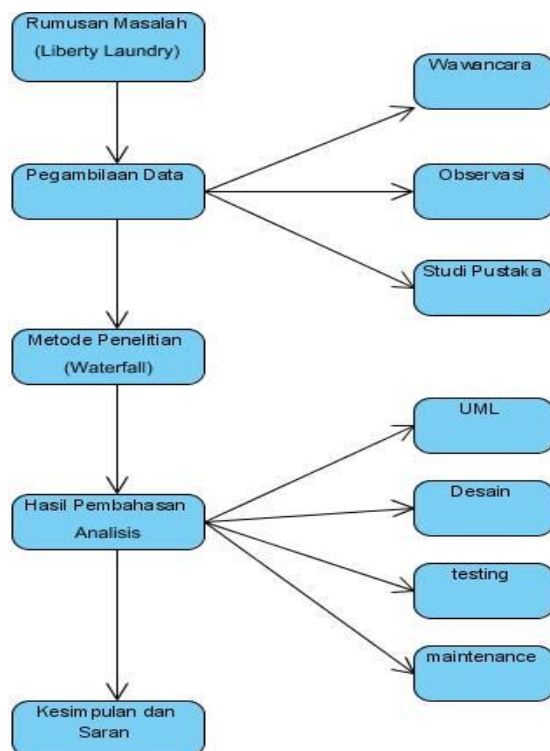 Rumusan Masalah
(Liberty Laundry)
Wawancara
Pegambilaan Data
Observasi
Studi Pustaka
Metode Penelitian
(Waterfall)
UML
Desain
Hasil Pembahasan
Analisis
testing
maintenance
Kesimpulan dan
Saran